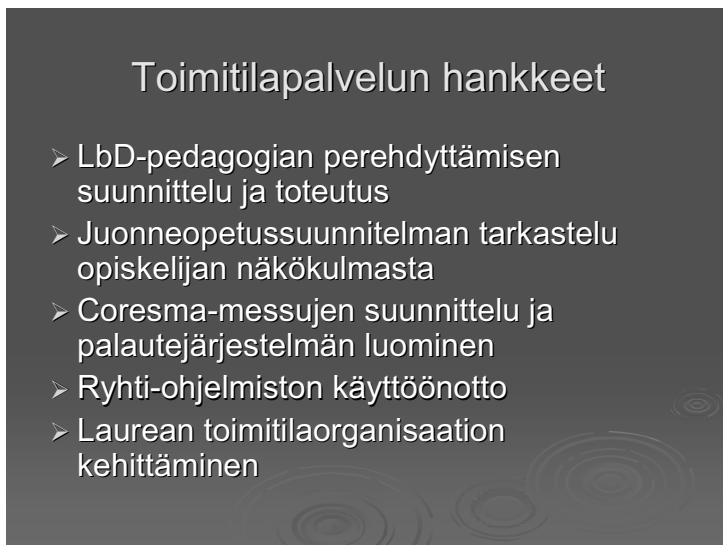 Toimitilapalvelun hankkeet
LbD-pedagogian perehdyttämisen
suunnittelu ja toteutus
Juonneopetussuunnitelman tarkastelu
opiskelijan näkökulmasta
Coresma-messujen suunnittelu ja
palautejärjestelmän luominen
Ryhti-ohjelmiston käyttöönotto
Laurean toimitilaorganisaation
kehittäminen